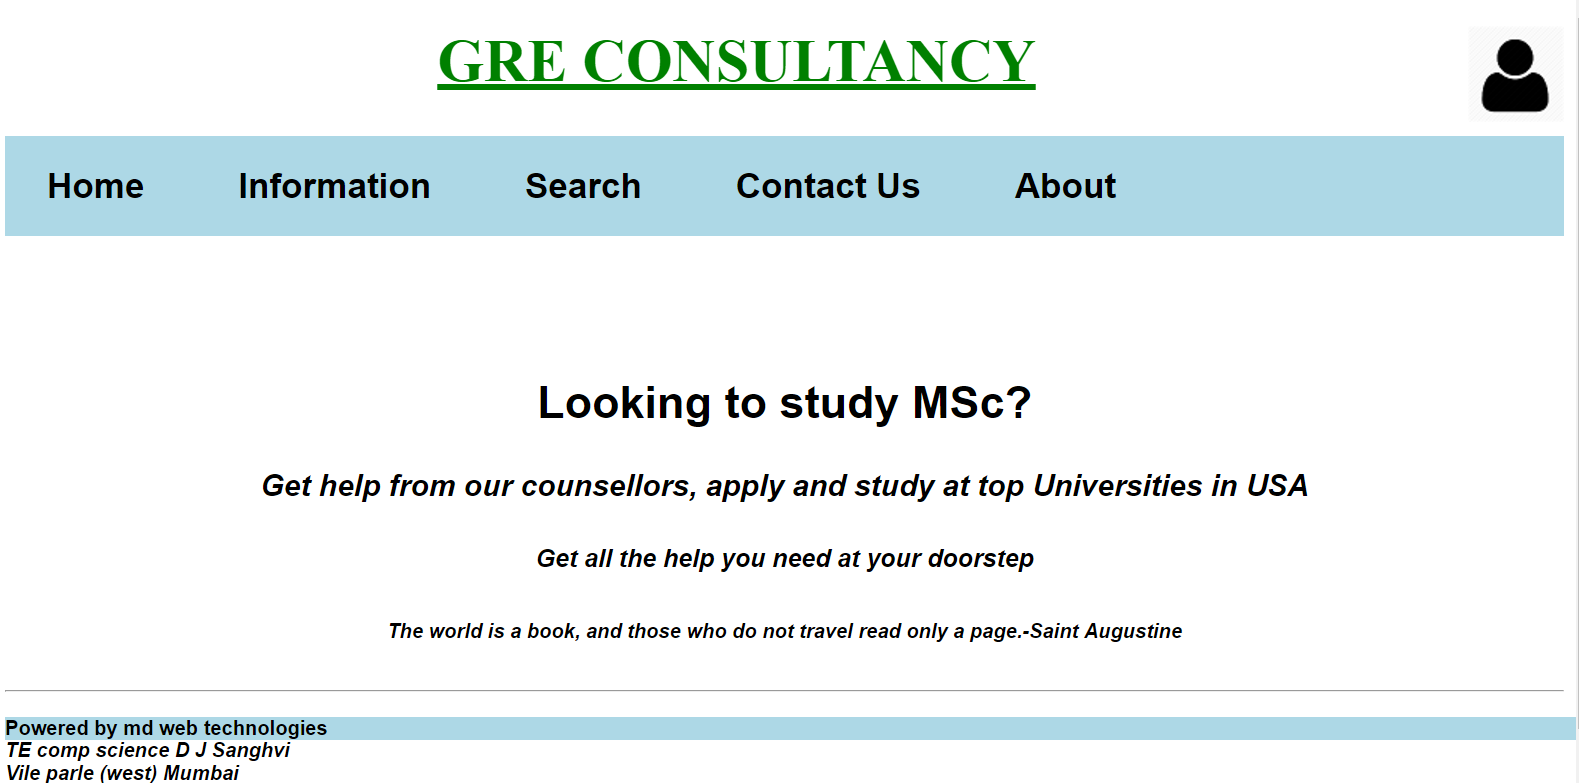 GRE CONSULTANCY
Home Information Search Contact Us About
Looking to study MSc?
Get help from our counsellors, apply and study at top Universities in USA
Get all the help you need at your doorstep
The world is a book, and those who do not travel read only a page.-Saint Augustine
Powered by md web technologies
TE comp science D J Sanghvi
Vile parle (west) Mumbai